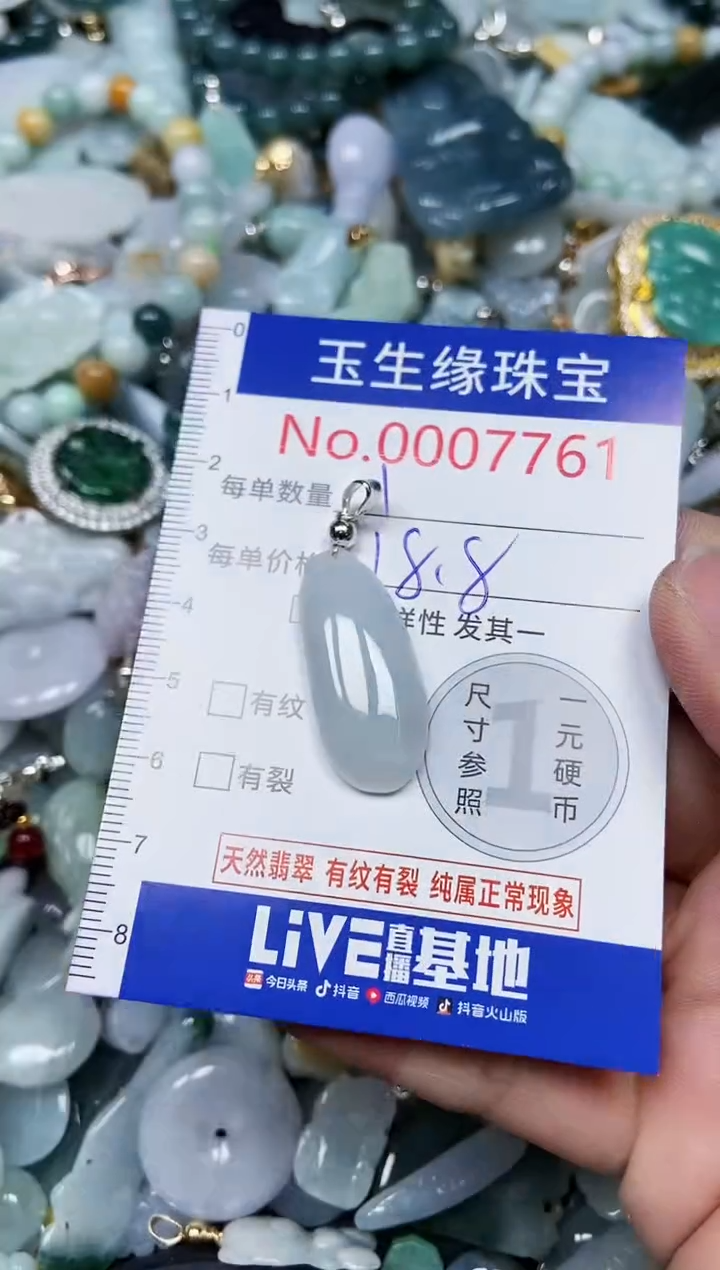 0
玉生缘珠宝
1
No.0007761
2
每单数量 1
3
每单价格 18.8
4
样性 发其一
5
有纹
尺寸参照
一元硬币
1
6
有裂
7
天然翡翠 有纹有裂 纯属正常现象
8
LiVE直播基地
头条 今日头条 抖音 西瓜视频 抖音火山版